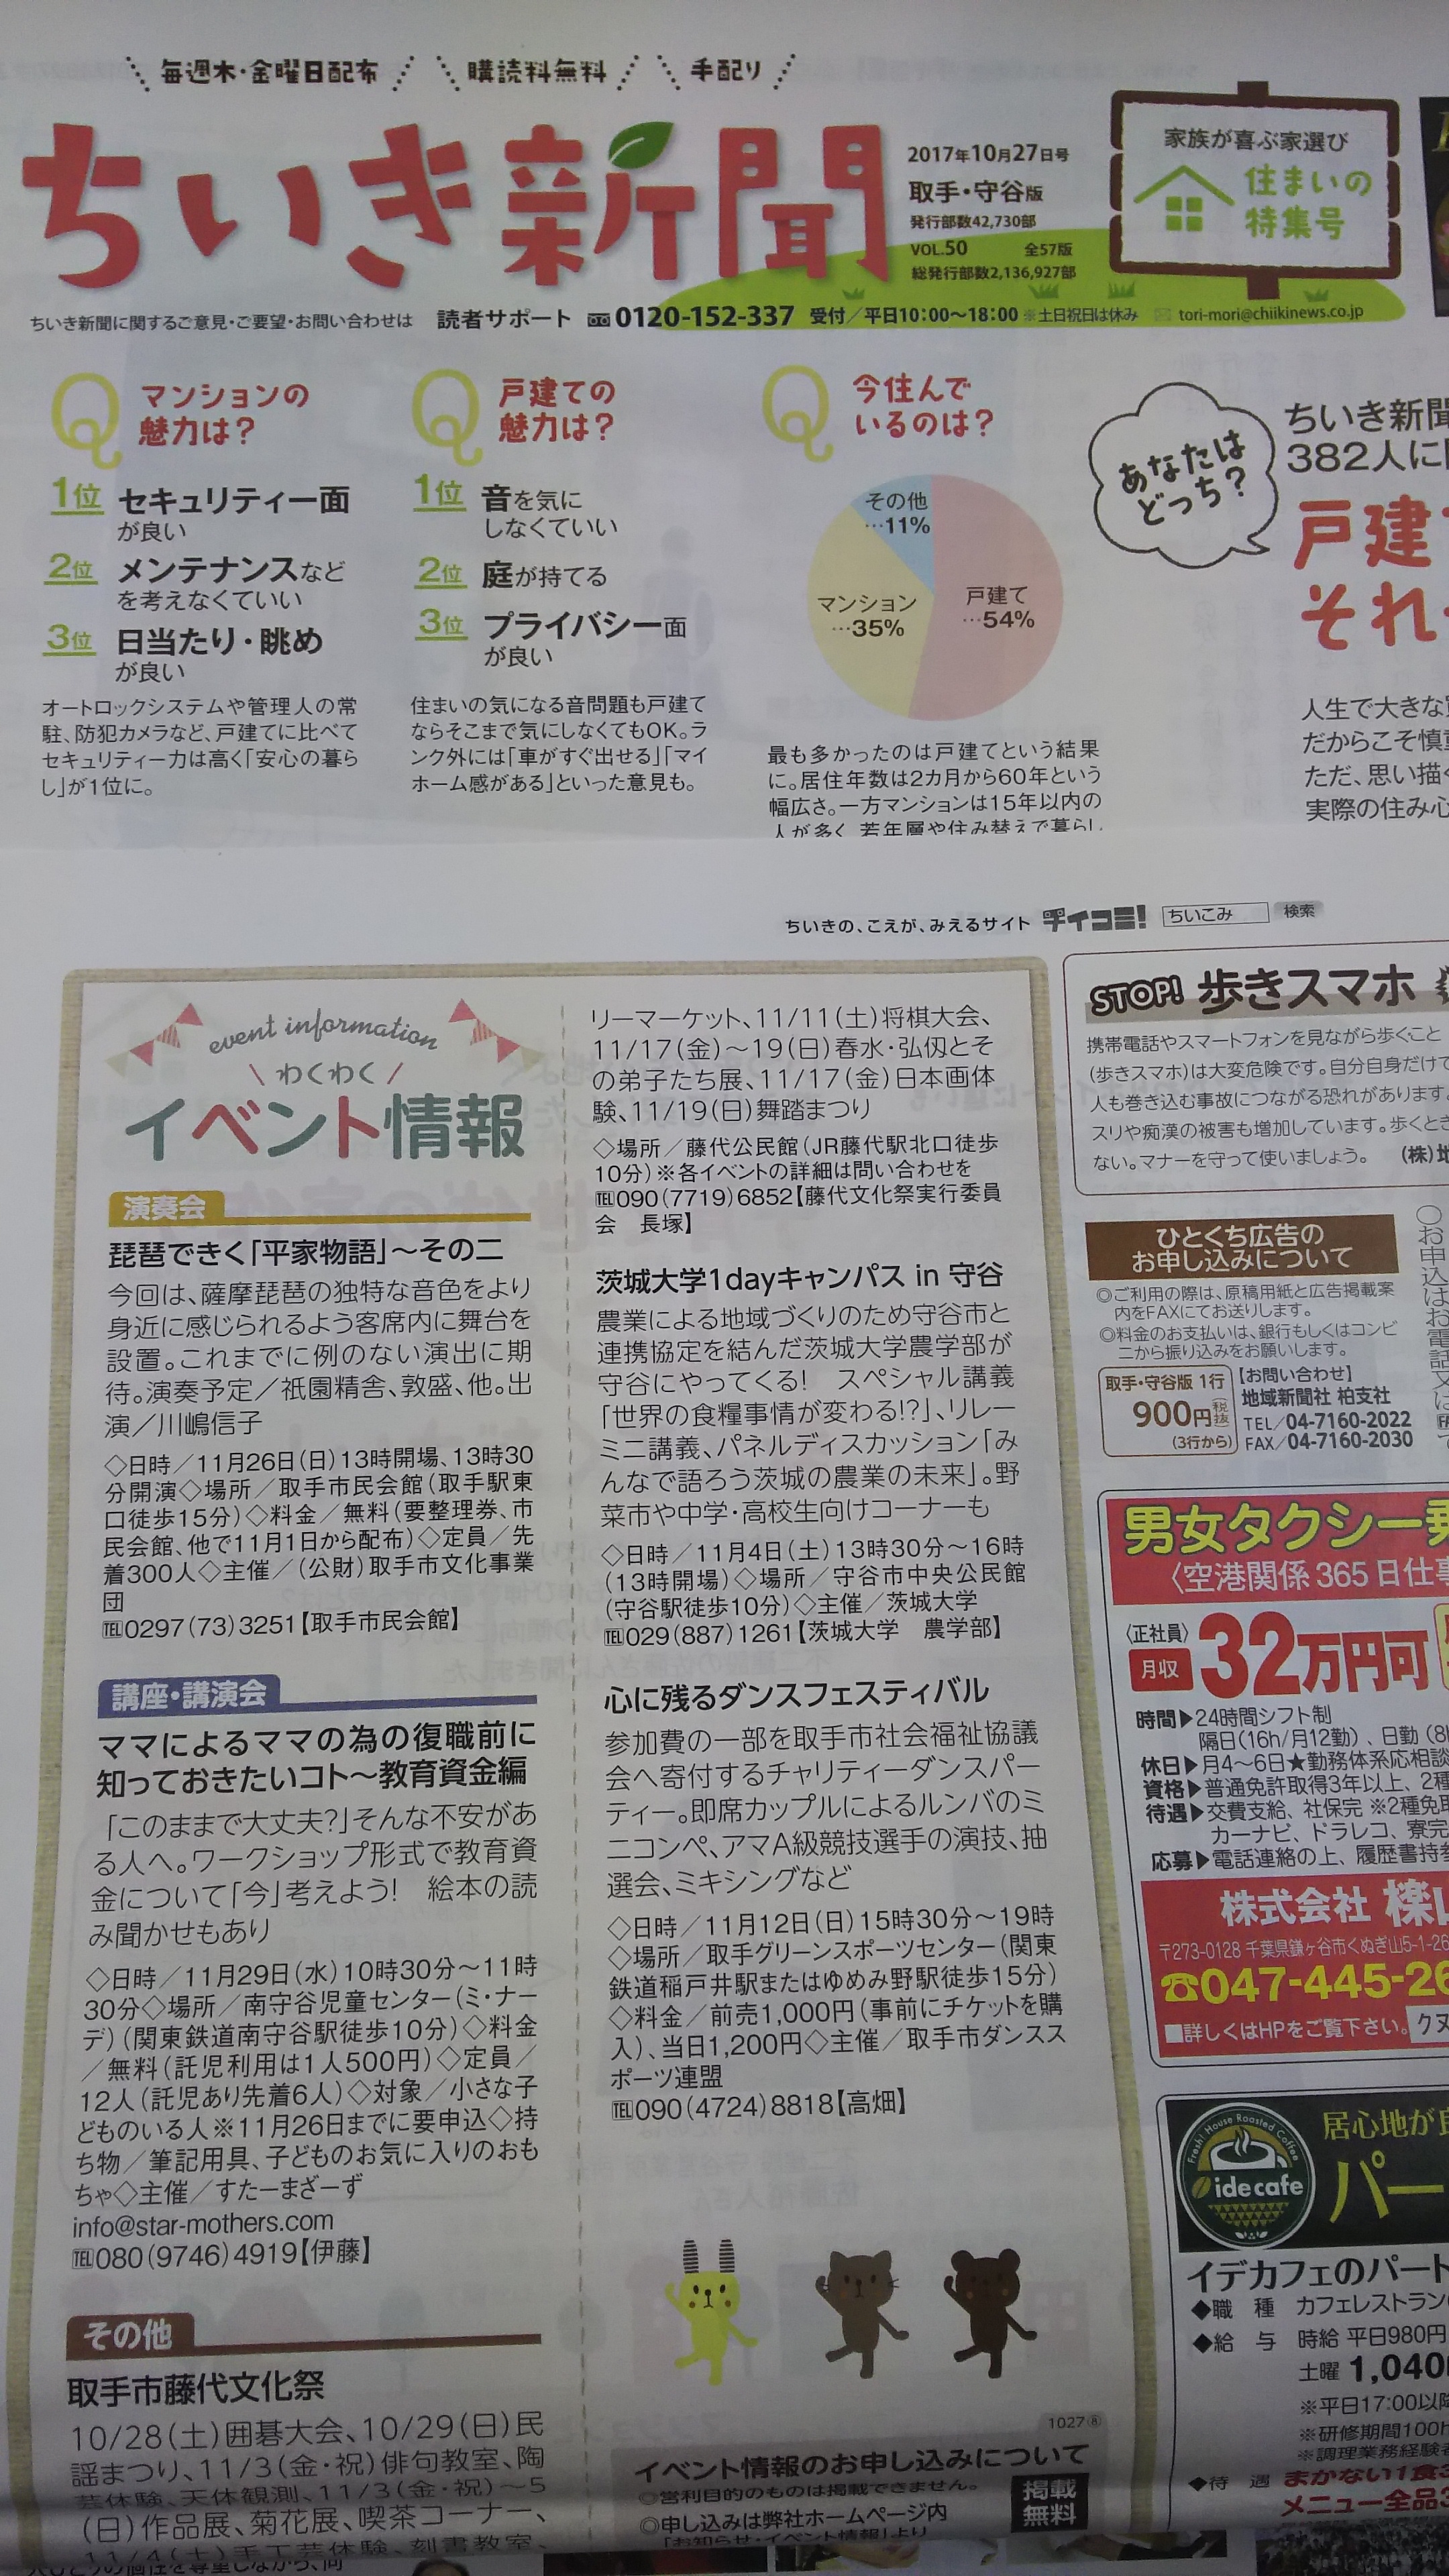 毎週木・金曜日配布 購読料無料 手配り
ちいき新聞
2017年10月27日号
取手・守谷版
発行部数42,730部
VOL.50 全57版
総発行部数2,136,927部
家族が喜ぶ家選び
住まいの
特集号
ちいき新聞に関するご意見・ご要望・お問い合わせは 読者サポート 0120-152-337 受付／平日10:00〜18:00 ※土日祝日は休み tori-mori@chiikinews.co.jp
Q マンションの
魅力は？
1位 セキュリティー面
が良い
2位 メンテナンスなど
を考えなくていい
3位 日当たり・眺め
が良い
オートロックシステムや管理人の常
駐、防犯カメラなど、戸建てに比べて
セキュリティー力は高く「安心の暮ら
し」が1位に。
Q 戸建ての
魅力は？
1位 音を気に
しなくていい
2位 庭が持てる
3位 プライバシー面
が良い
住まいの気になる音問題も戸建て
ならそこまで気にしなくてもOK。ラ
ンク外には「車がすぐ出せる」「マイ
ホーム感がある」といった意見も。
Q 今住んで
いるのは？
その他
…11%
マンション
…35%
戸建て
…54%
最も多かったのは戸建てという結果
に。居住年数は2カ月から60年という
幅広さ。一方マンションは15年以内の
人が多く、若年層や住み替えで暮らし
あなたは
どっち？
ちいき新聞
382人に
戸建
それ
人生で大きな
だからこそ慎重
ただ、思い描く
実際の住み心
ちいきの、こえが、みえるサイト チイコミ! ちいこみ 検索
event information
わくわく
イベント情報
演奏会
琵琶できく「平家物語」〜その二
今回は、薩摩琵琶の独特な音色をより
身近に感じられるよう客席内に舞台を
設置。これまでに例のない演出に期
待。演奏予定／祇園精舎、敦盛、他。出
演／川嶋信子
◇日時／11月26日（日）13時開場、13時30
分開演◇場所／取手市民会館（取手駅東
口徒歩15分）◇料金／無料（要整理券、市
民会館、他で11月1日から配布）◇定員／先
着300人◇主催／（公財）取手市文化事業
団
℡0297（73）3251【取手市民会館】
講座・講演会
ママによるママの為の復職前に
知っておきたいコト〜教育資金編
「このままで大丈夫？」そんな不安があ
る人へ。ワークショップ形式で教育資
金について「今」考えよう！ 絵本の読
み聞かせもあり
◇日時／11月29日（水）10時30分〜11時
30分◇場所／南守谷児童センター（ミ・ナー
デ）（関東鉄道南守谷駅徒歩10分）◇料金
／無料（託児利用は1人500円）◇定員／
12人（託児あり先着6人）◇対象／小さな子
どものいる人※11月26日までに要申込◇持
ち物／筆記用具、子どものお気に入りのおも
ちゃ◇主催／すたーまざーず
info@star-mothers.com
℡080（9746）4919【伊藤】
その他
取手市藤代文化祭
10/28（土）囲碁大会、10/29（日）民
謡まつり、11/3（金・祝）俳句教室、陶
芸体験、天体観測、11/3（金・祝）〜5
（日）作品展、菊花展、喫茶コーナー、
11/4（土）手工芸体験、刻書教室、
リーマーケット、11/11（土）将棋大会、
11/17（金）〜19（日）春水・弘仭とそ
の弟子たち展、11/17（金）日本画体
験、11/19（日）舞踏まつり
◇場所／藤代公民館（JR藤代駅北口徒歩
10分）※各イベントの詳細は問い合わせを
℡090（7719）6852【藤代文化祭実行委員
会 長塚】
茨城大学1dayキャンパス in 守谷
農業による地域づくりのため守谷市と
連携協定を結んだ茨城大学農学部が
守谷にやってくる！ スペシャル講義
「世界の食糧事情が変わる!?」、リレー
ミニ講義、パネルディスカッション「み
んなで語ろう茨城の農業の未来」。野
菜市や中学・高校生向けコーナーも
◇日時／11月4日（土）13時30分〜16時
（13時開場）◇場所／守谷市中央公民館
（守谷駅徒歩10分）◇主催／茨城大学
℡029（887）1261【茨城大学 農学部】
心に残るダンスフェスティバル
参加費の一部を取手市社会福祉協議
会へ寄付するチャリティーダンスパー
ティー。即席カップルによるルンバのミ
ニコンペ、アマA級競技選手の演技、抽
選会、ミキシングなど
◇日時／11月12日（日）15時30分〜19時
◇場所／取手グリーンスポーツセンター（関東
鉄道稲戸井駅またはゆめみ野駅徒歩15分）
◇料金／前売1,000円（事前にチケットを購
入）、当日1,200円◇主催／取手市ダンスス
ポーツ連盟
℡090（4724）8818【高畑】
1027⑧
イベント情報のお申し込みについて
◎営利目的のものは掲載できません。
◎申し込みは弊社ホームページ内
「お知らせ・イベント情報」より
掲載
無料
STOP! 歩きスマホ
携帯電話やスマートフォンを見ながら歩くこと
（歩きスマホ）は大変危険です。自分自身だけで
人も巻き込む事故につながる恐れがあります。
スリや痴漢の被害も増加しています。歩くとき
ない。マナーを守って使いましょう。 （株）地
ひとくち広告の
お申し込みについて
◎ご利用の際は、原稿用紙と広告掲載案
内をFAXにてお送りします。
◎料金のお支払いは、銀行もしくはコンビ
ニから振り込みをお願いします。
取手・守谷版 1行
900円（税抜）
（3行から）
【お問い合わせ】
地域新聞社 柏支社
TEL／04-7160-2022
FAX／04-7160-2030
〇お申込はお電話又は
男女タクシー乗
〈空港関係 365日仕事
〈正社員〉
月収 32万円可
時間▶24時間シフト制
隔日（16h/月12勤）、日勤（8h
休日▶月4〜6日★勤務体系応相談
資格▶普通免許取得3年以上、2種
待遇▶交費支給、社保完 ※2種免取
カーナビ、ドラレコ、寮完
応募▶電話連絡の上、履歴書持参
株式会社 檪山
〒273-0128 千葉県鎌ヶ谷市くぬぎ山5-1-26
☎047-445-26
■詳しくはHPをご覧下さい。 クヌ
Fresh! House Roasted Coffee
ide cafe
居心地が良
パー
イデカフェのパート
◆職 種 カフェレストラン
◆給 与 時給 平日980円
土曜 1,040
※平日17:00以降
※研修期間100h
※調理業務経験者
◆待 遇 まかない1食3
メニュー全品3